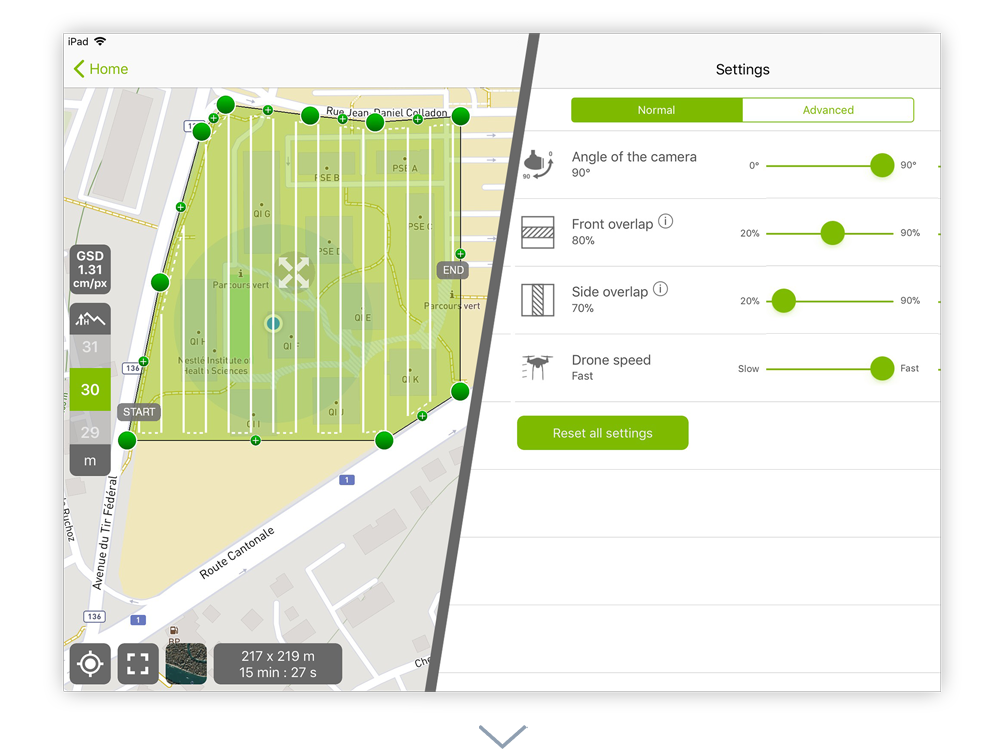 iPad
Home
Settings
Normal
Advanced
Angle of the camera
90°
0°
90°
0
90
Front overlap
80%
20%
90%
Side overlap
70%
20%
90%
Drone speed
Fast
Slow
Fast
Reset all settings
Rue Jean-Daniel Colladon
PSE B
PSE A
QI G
PSE C
PSE D
GSD
1.31
cm/px
END
Parcours vert
Parcours vert
QI E
H
31
QI H
QI F
Nestlé Institute of
Health Sciences
136
QI K
30
START
QI J
QI I
29
m
1
Avenue du Tir Fédéral
Route Cantonale
136
1
BP
217 x 219 m
15 min : 27 s